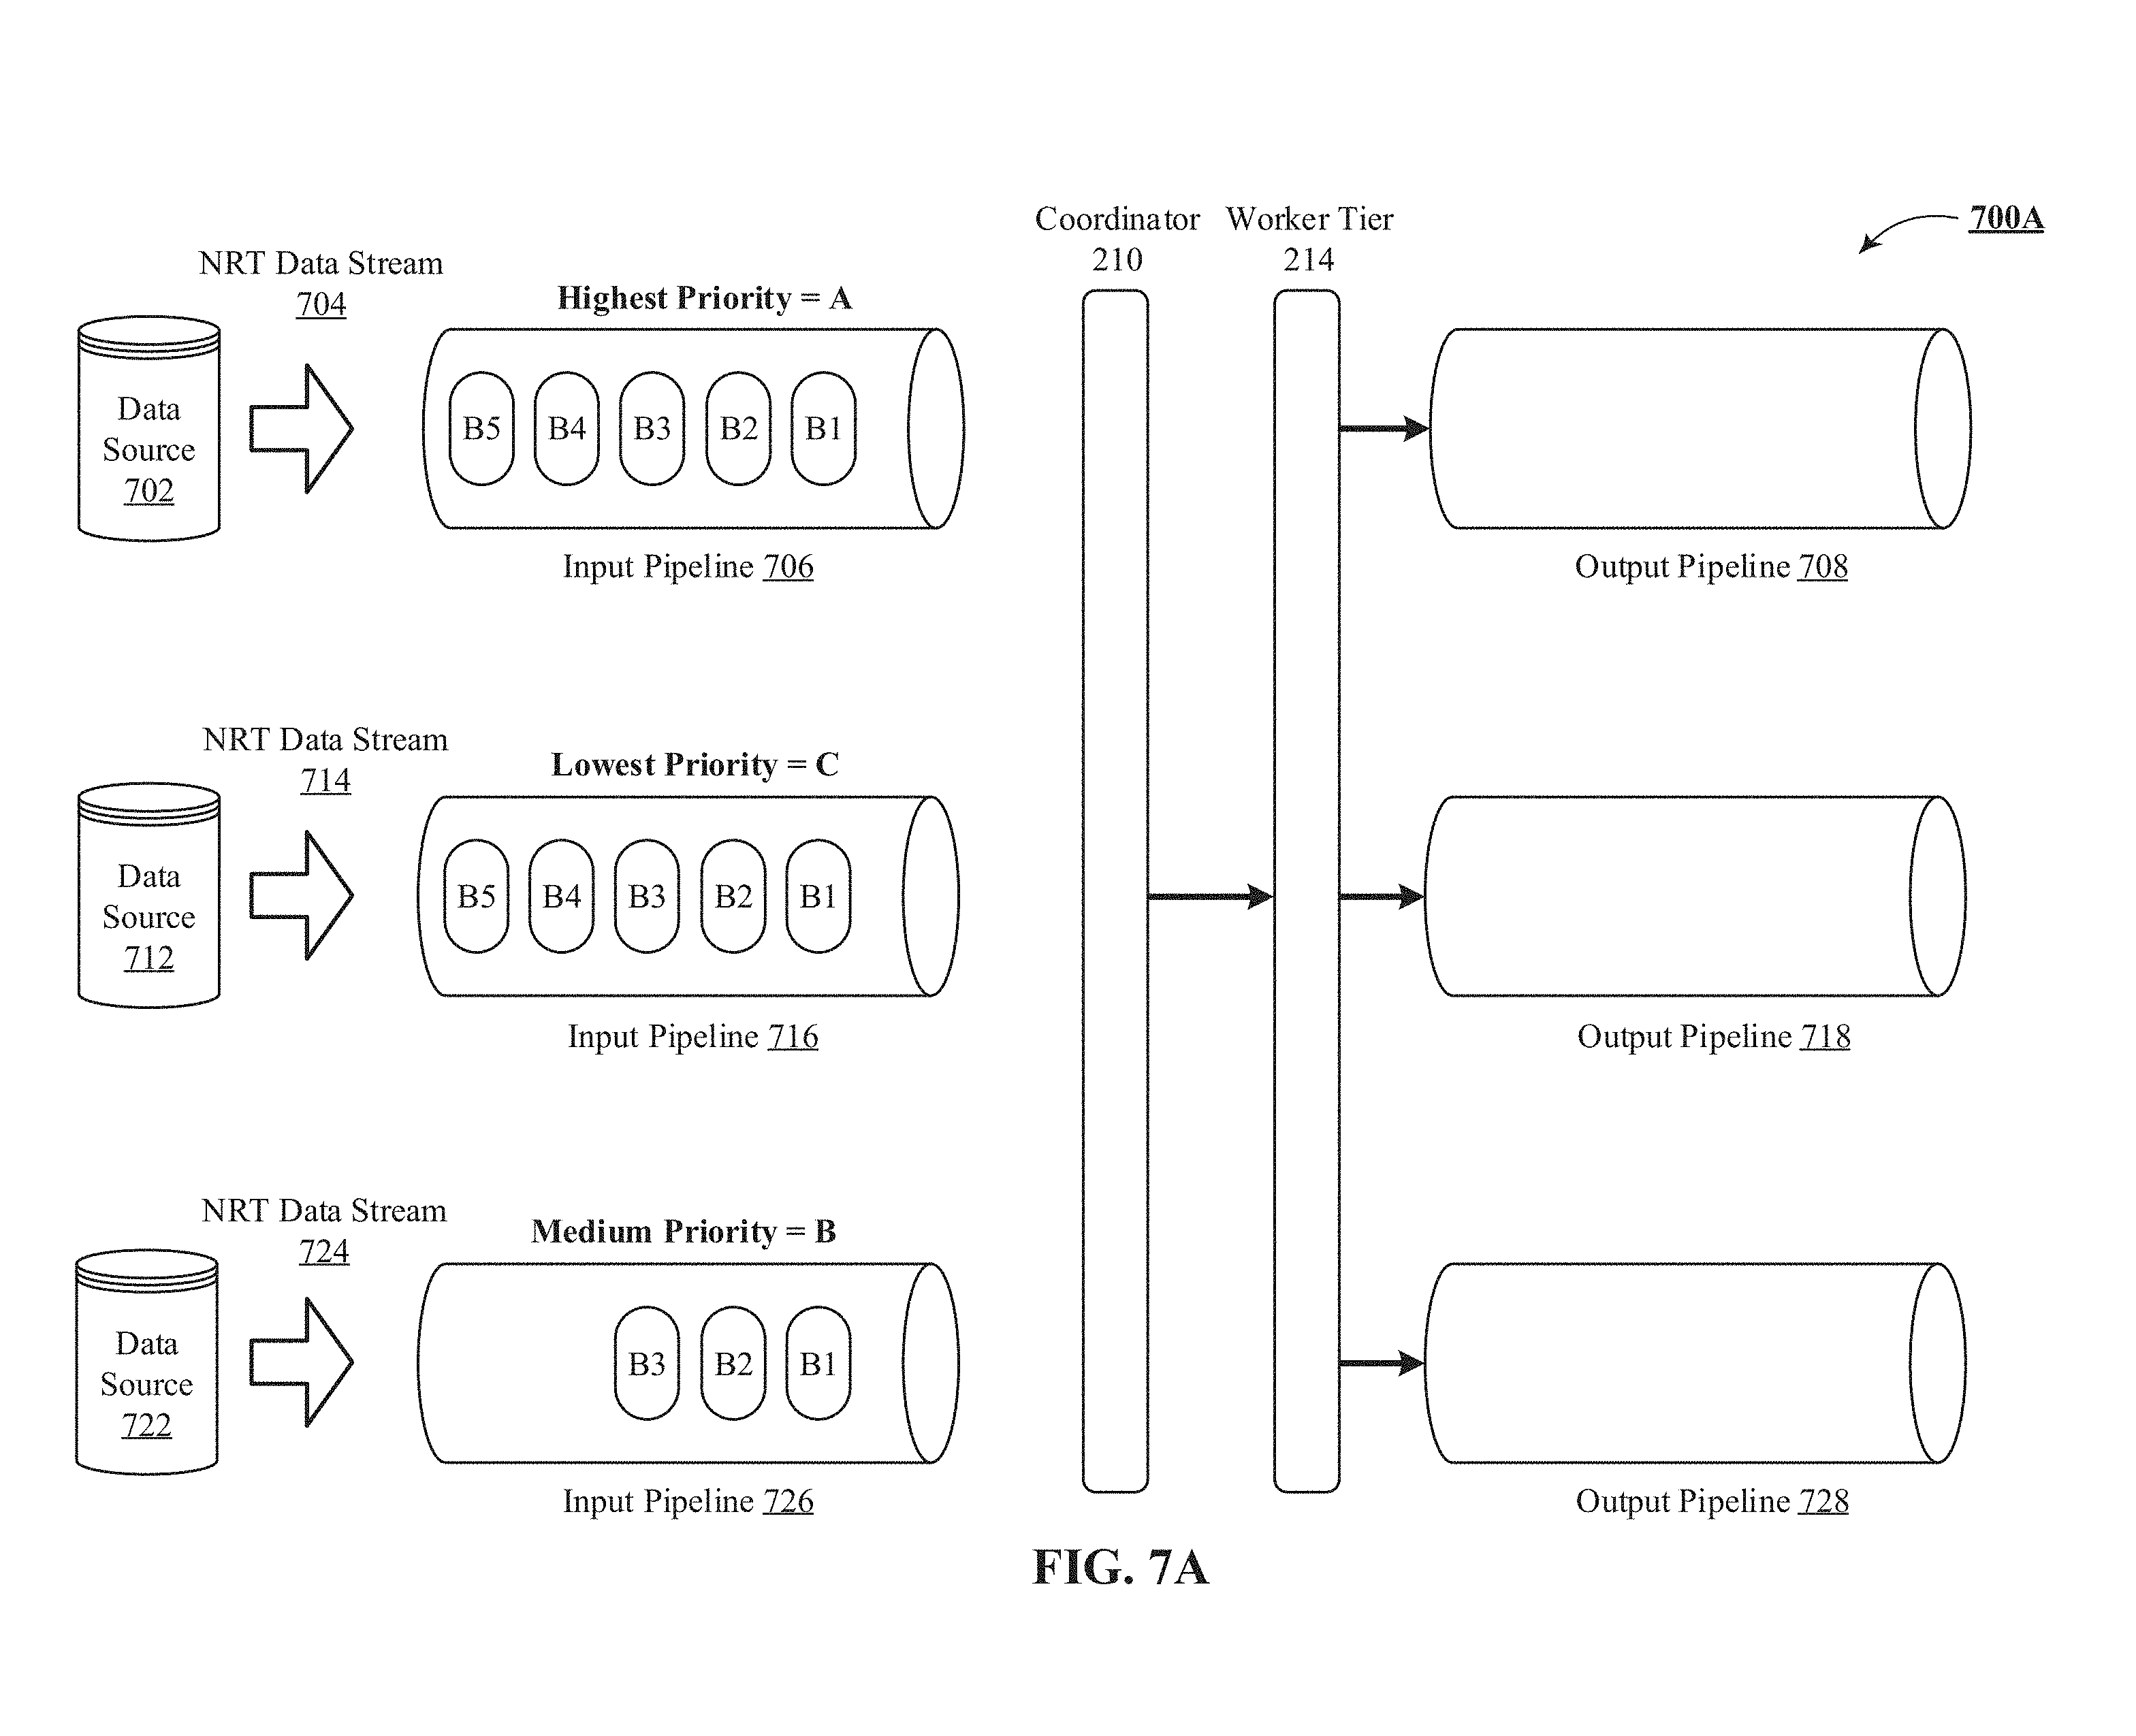 Coordinator
210
Worker Tier
214
700A
NRT Data Stream
704
Highest Priority = A
Data
Source
702
B5 B4 B3 B2 B1
Input Pipeline 706
Output Pipeline 708
NRT Data Stream
714
Lowest Priority = C
Data
Source
712
B5 B4 B3 B2 B1
Input Pipeline 716
Output Pipeline 718
NRT Data Stream
724
Medium Priority = B
Data
Source
722
B3 B2 B1
Input Pipeline 726
Output Pipeline 728
FIG. 7A